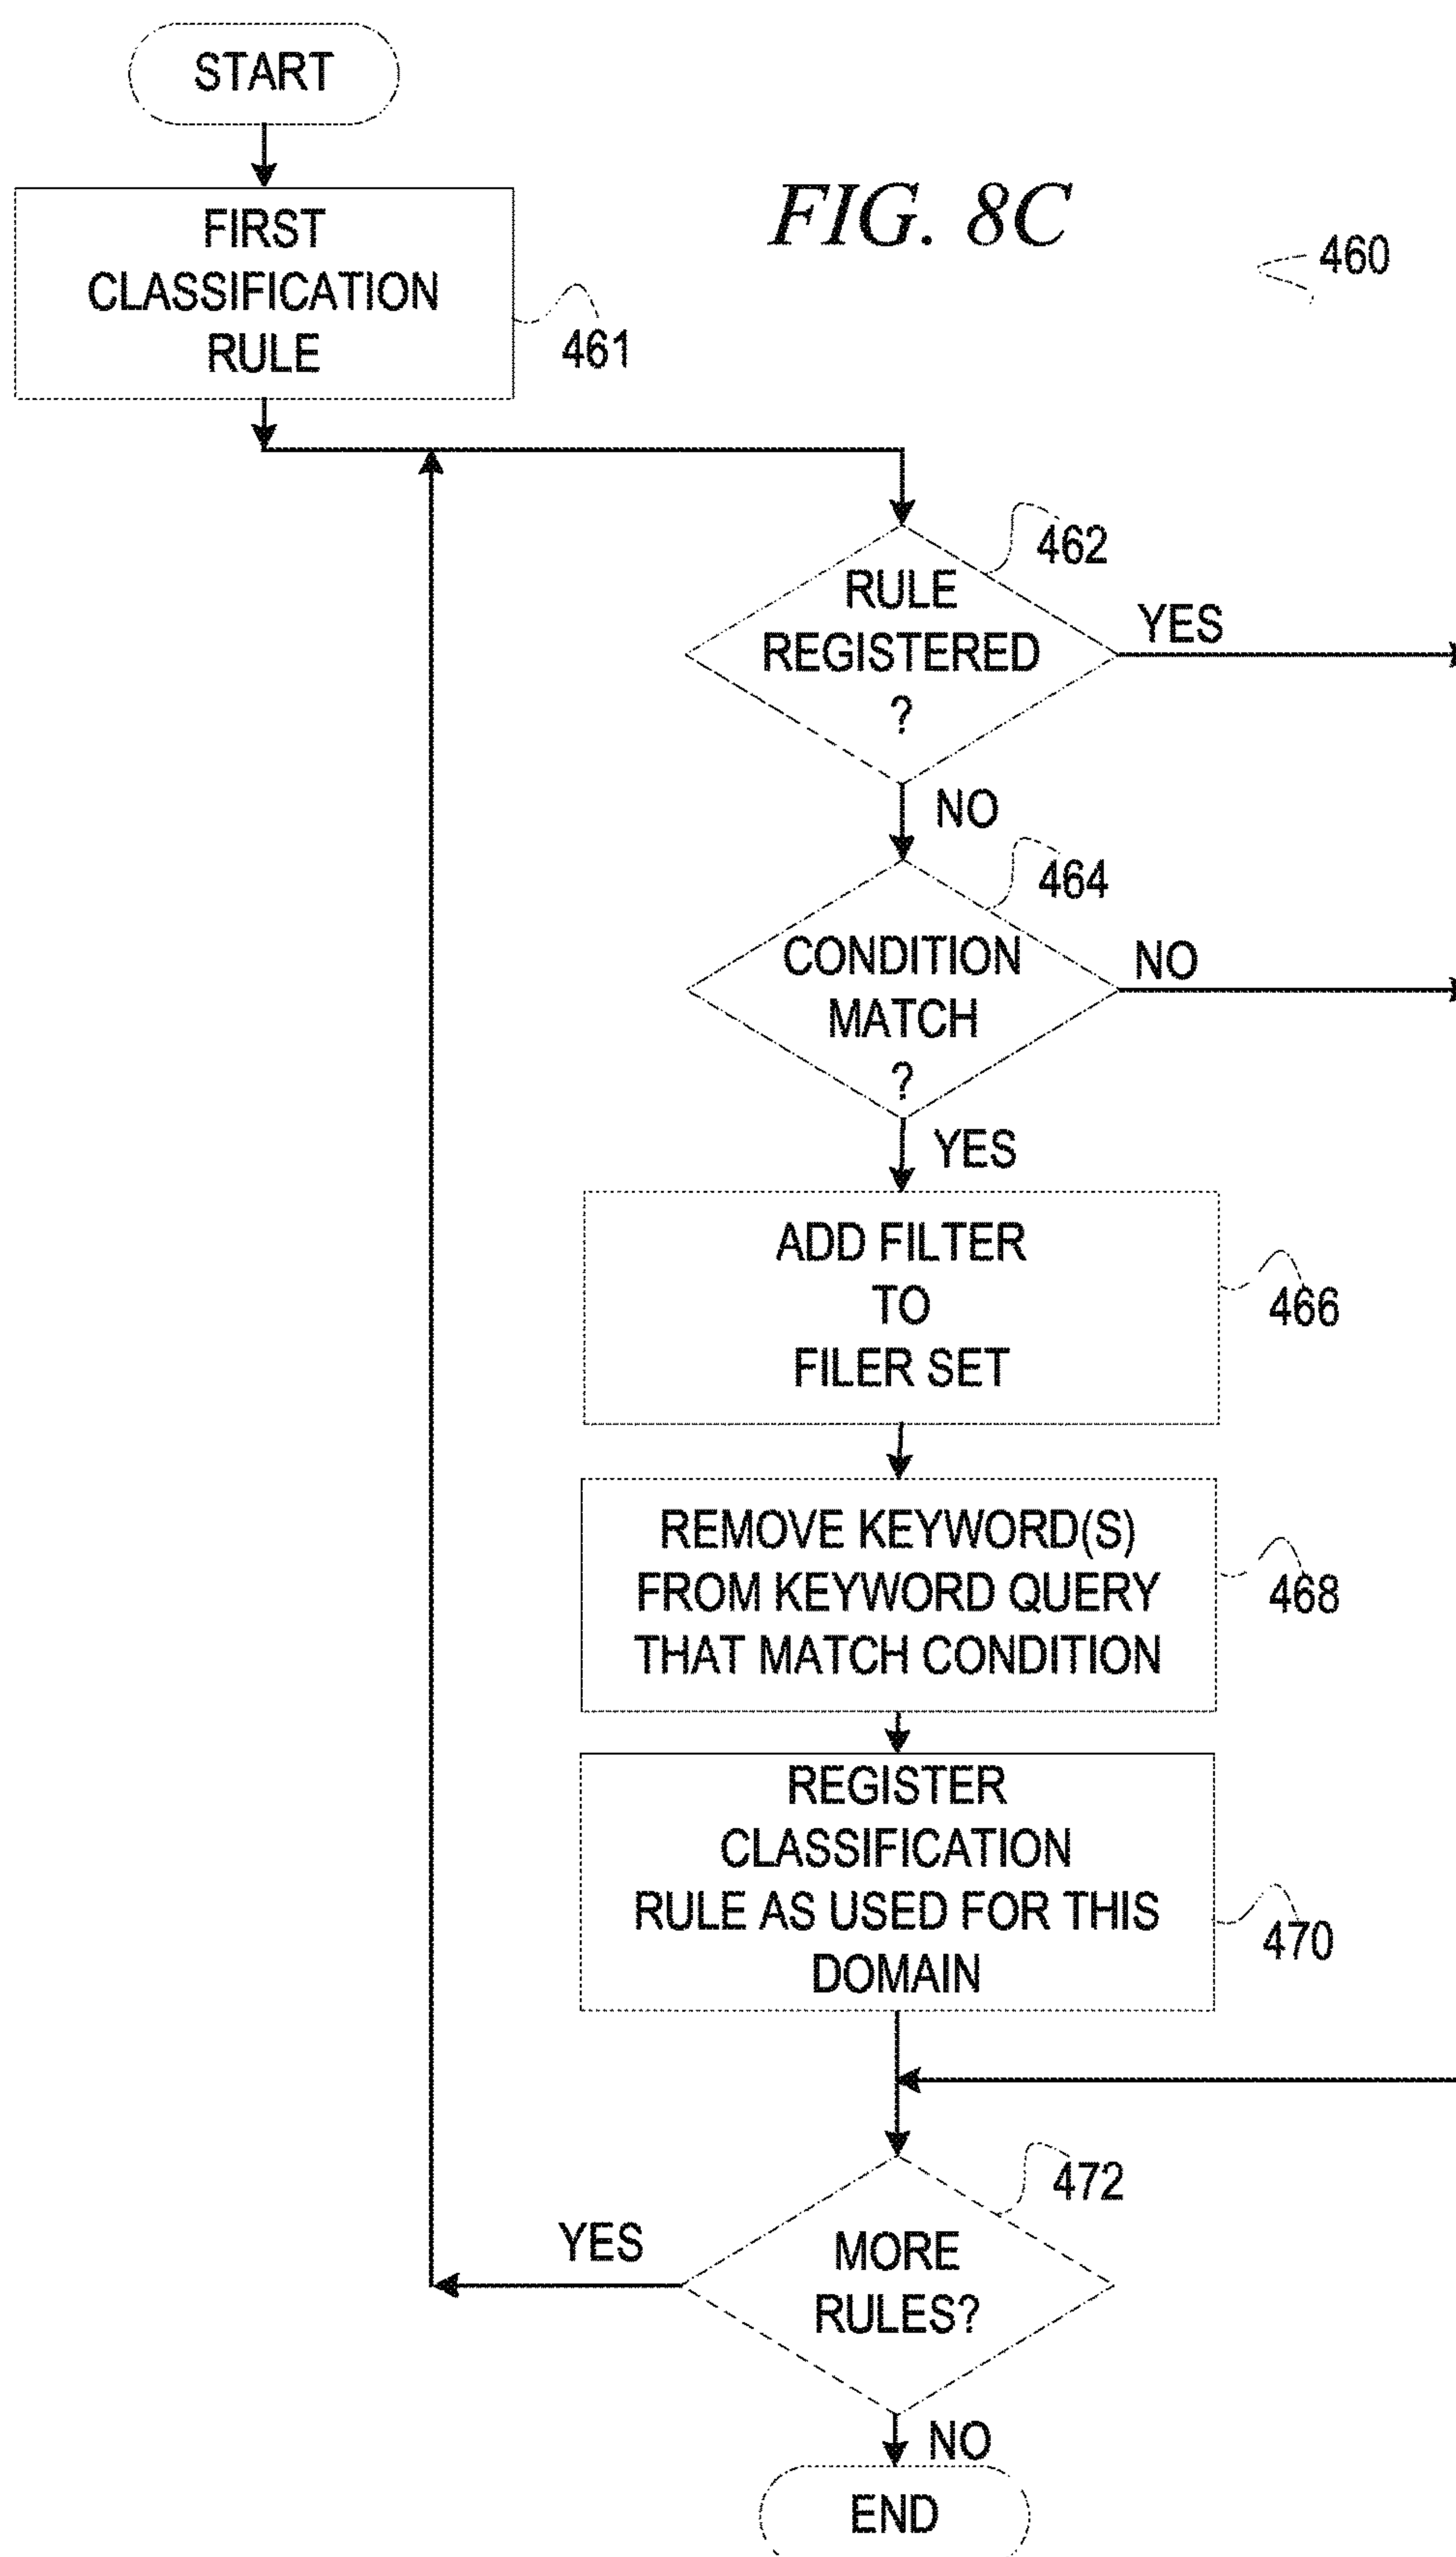 START
FIRST
CLASSIFICATION
RULE
461
FIG. 8C
460
462
RULE
REGISTERED
?
YES
NO
464
CONDITION
MATCH
?
NO
YES
ADD FILTER
TO
FILER SET
466
REMOVE KEYWORD(S)
FROM KEYWORD QUERY
THAT MATCH CONDITION
468
REGISTER
CLASSIFICATION
RULE AS USED FOR THIS
DOMAIN
470
472
MORE
RULES?
YES
NO
END